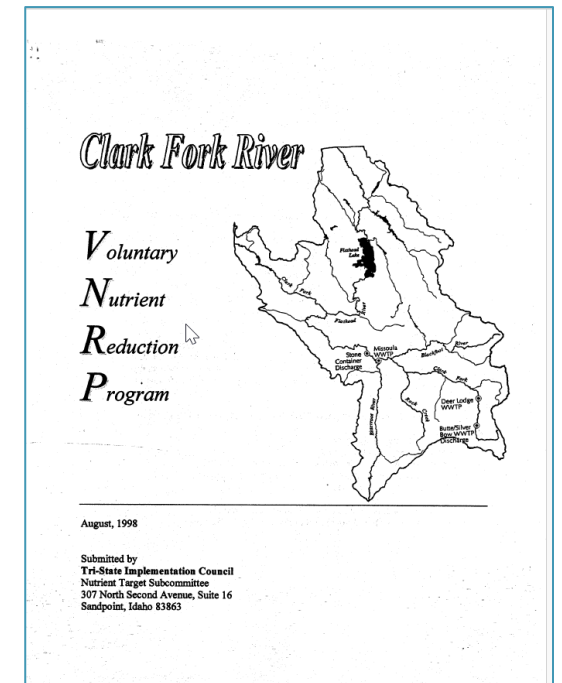 Clark Fork River
Voluntary
Nutrient
Reduction
Program
Flathead
Lake
Clark
Fork
River
Flathead
Stone
Container
Discharge
Missoula
WWTP
Blackfoot
River
Clark
Fork
Rock
Creek
Bitterroot River
Deer Lodge
WWTP
Butte/Silver
Bow WWTP
Discharge
August, 1998
Submitted by
Tri-State Implementation Council
Nutrient Target Subcommittee
307 North Second Avenue, Suite 16
Sandpoint, Idaho 83863